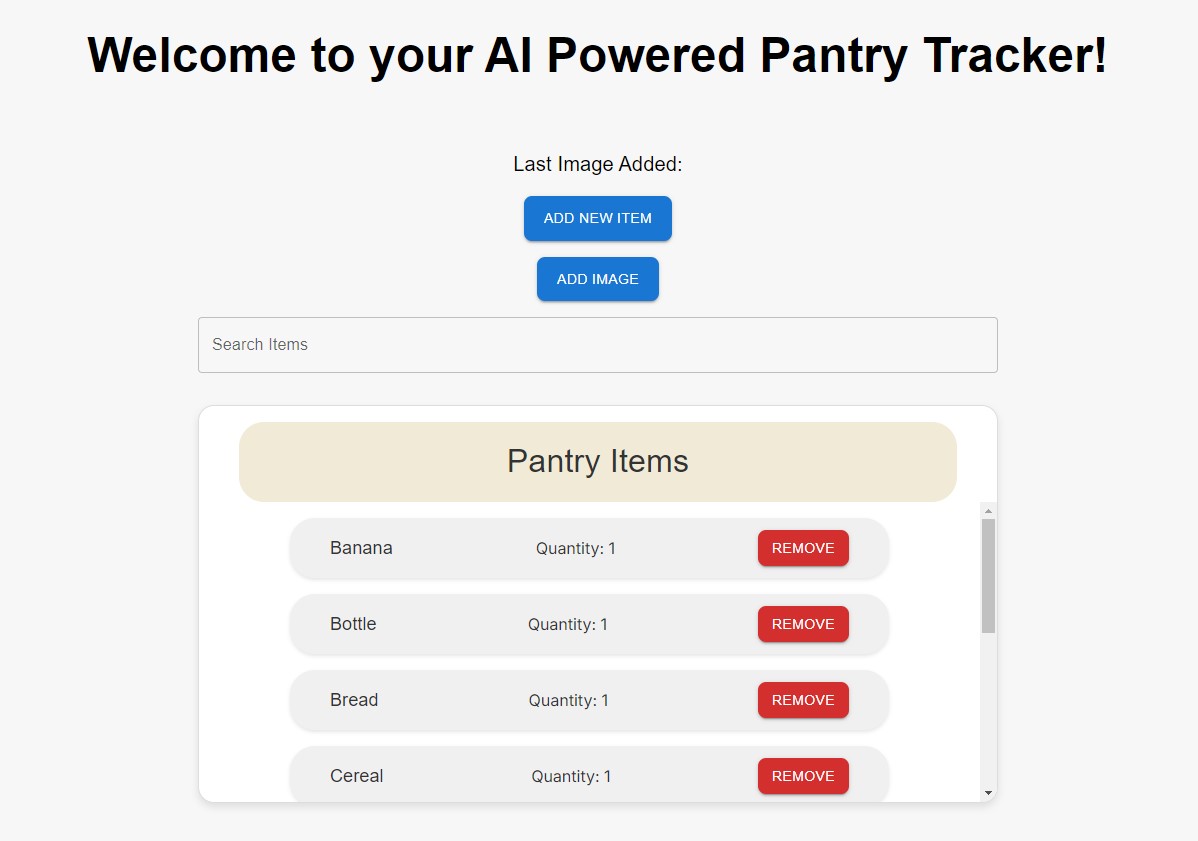 Welcome to your AI Powered Pantry Tracker!
Last Image Added:
ADD NEW ITEM
ADD IMAGE
Search Items
Pantry Items
Banana Quantity: 1 REMOVE
Bottle Quantity: 1 REMOVE
Bread Quantity: 1 REMOVE
Cereal Quantity: 1 REMOVE